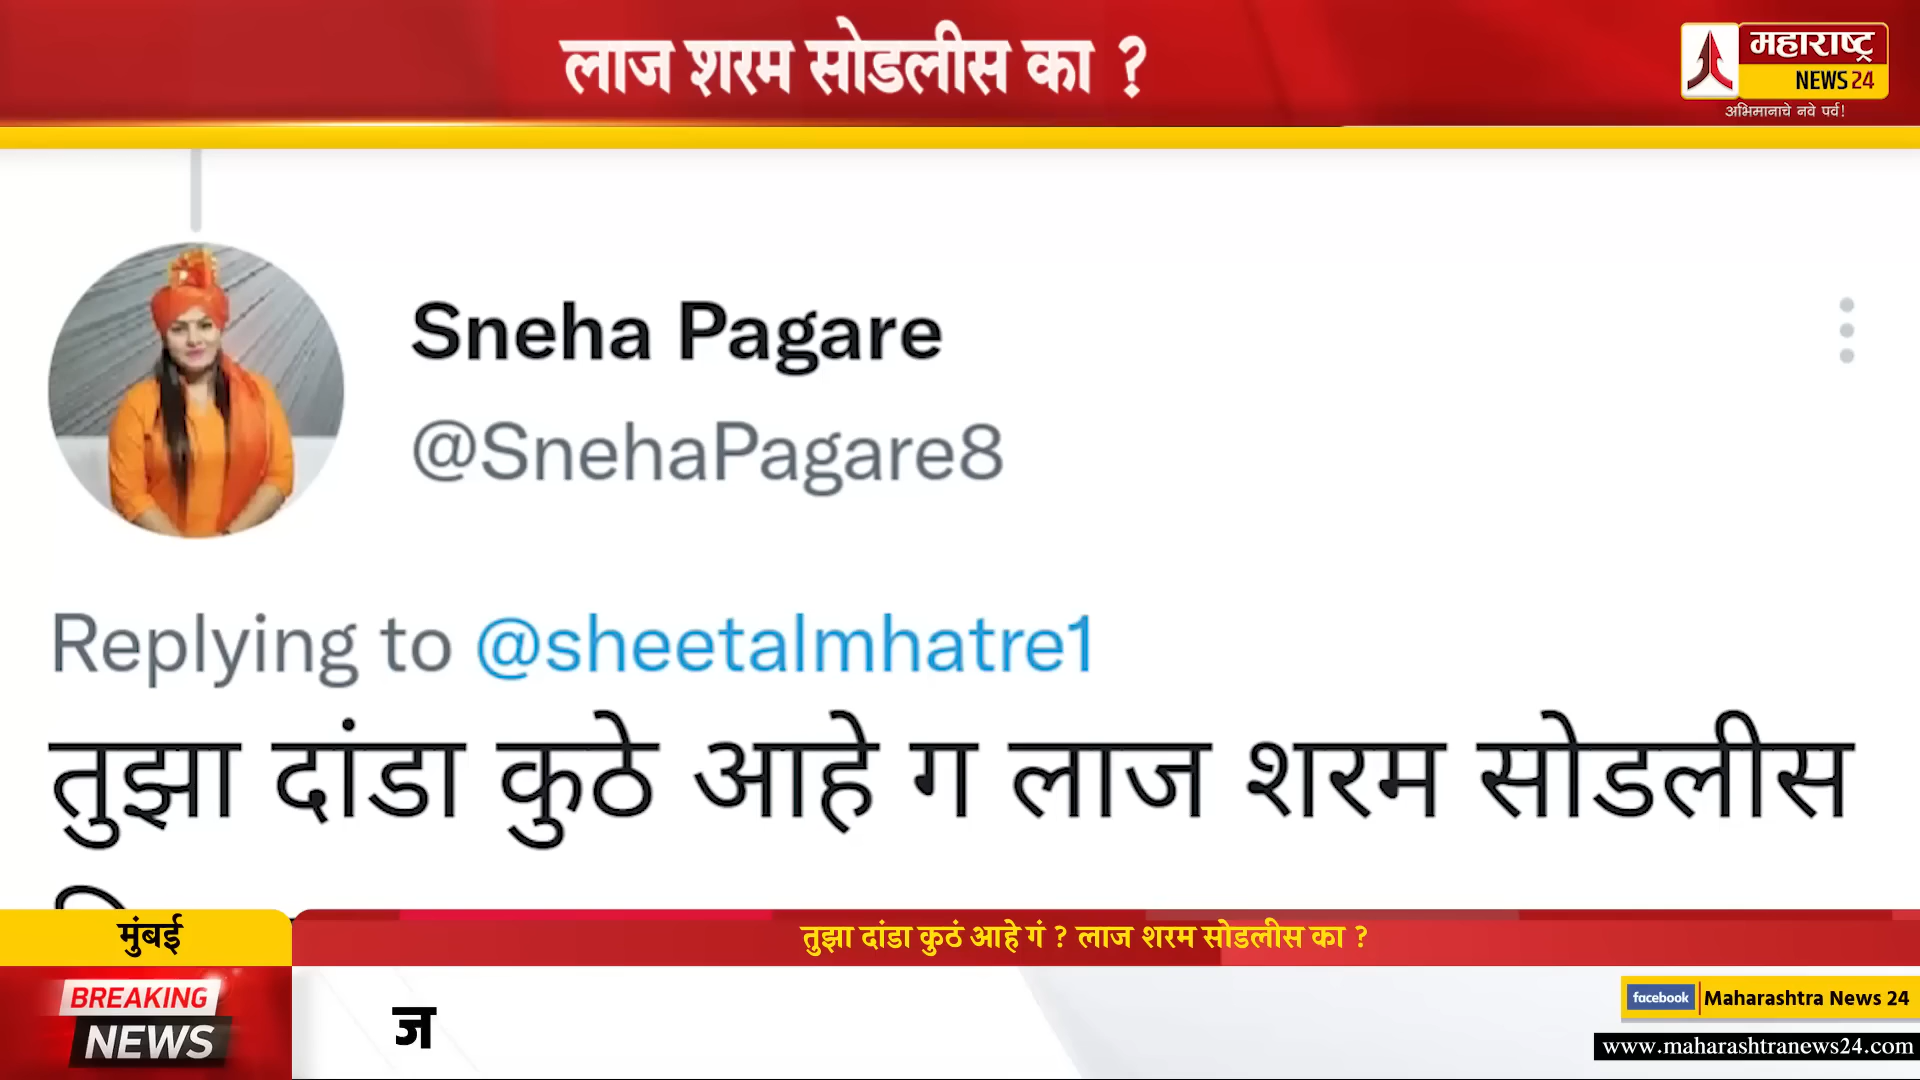 लाज शरम सोडलीस का ?
महाराष्ट्र
NEWS 24
अभिमानाचे नवे पर्व!
Sneha Pagare
@SnehaPagare8
Replying to @sheetalmhatre1
तुझा दांडा कुठे आहे ग लाज शरम सोडलीस
मुंबई
तुझा दांडा कुठं आहे गं ? लाज शरम सोडलीस का ?
BREAKING
NEWS
ज
facebook Maharashtra News 24
www.maharashtranews24.com